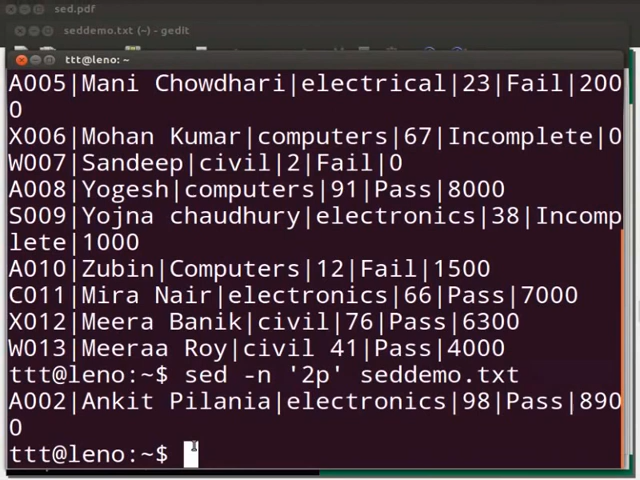 sed.pdf
seddemo.txt (~) - gedit
ttt@leno: ~
A005|Mani Chowdhari|electrical|23|Fail|200
0
X006|Mohan Kumar|computers|67|Incomplete|0
W007|Sandeep|civil|2|Fail|0
A008|Yogesh|computers|91|Pass|8000
S009|Yojna chaudhury|electronics|38|Incomp
lete|1000
A010|Zubin|Computers|12|Fail|1500
C011|Mira Nair|electronics|66|Pass|7000
X012|Meera Banik|civil|76|Pass|6300
W013|Meeraa Roy|civil 41|Pass|4000
ttt@leno:~$ sed -n '2p' seddemo.txt
A002|Ankit Pilania|electronics|98|Pass|890
0
ttt@leno:~$